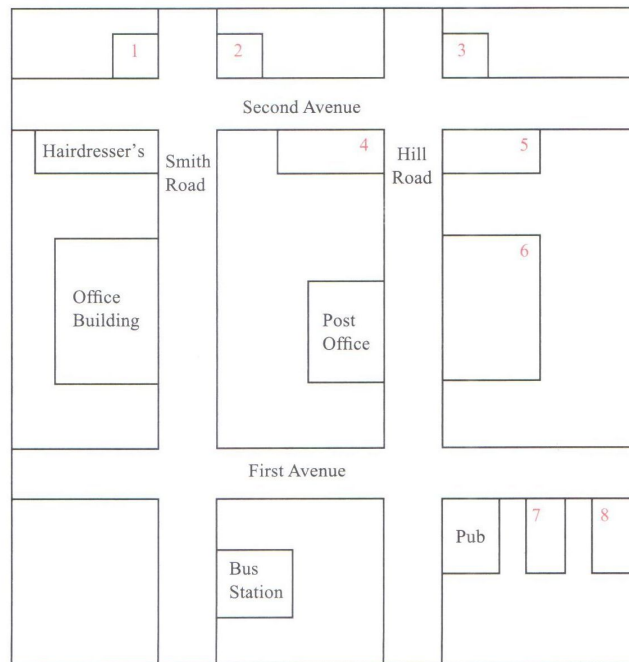 1
2
3
Second Avenue
Hairdresser's
Smith
Road
4
Hill
Road
5
6
Office
Building
Post
Office
First Avenue
Pub
7
8
Bus
Station